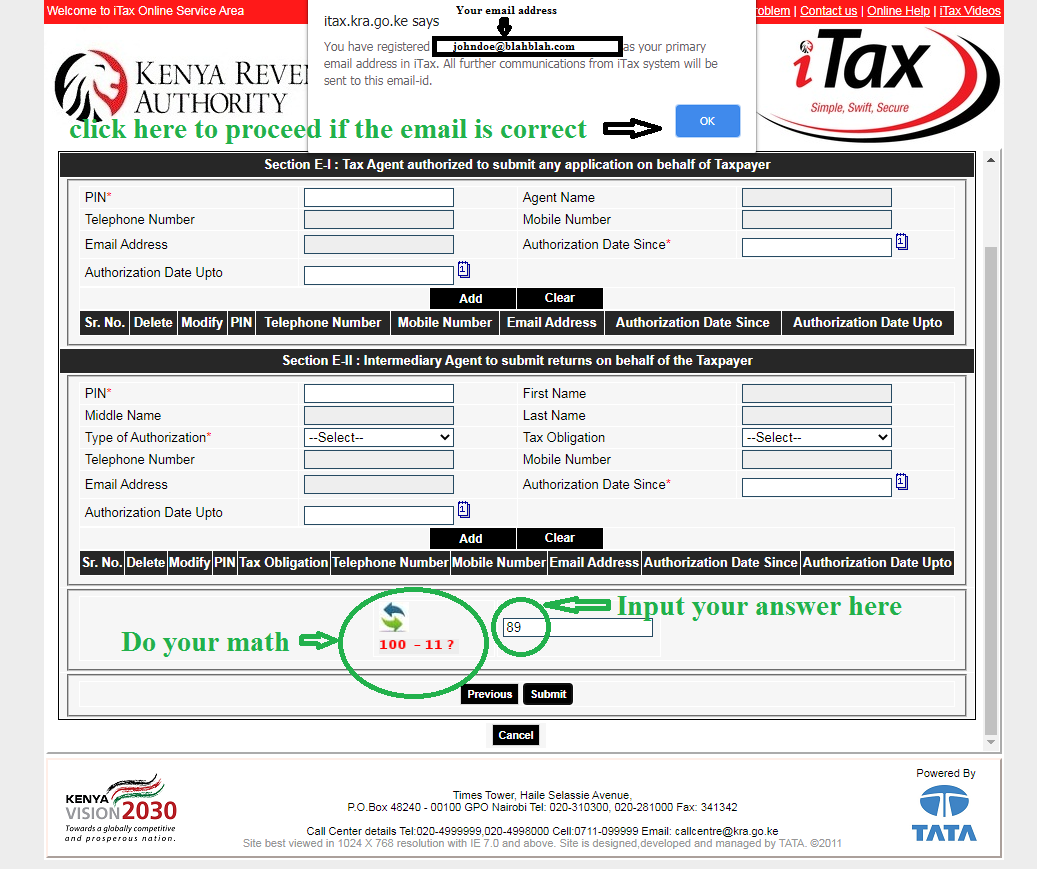 Welcome to iTax Online Service Area
roblem | Contact us | Online Help | iTax Videos
Your email address
itax.kra.go.ke says
You have registered johndoe@blahblah.com as your primary
email address in iTax. All further communications from iTax system will be
sent to this email-id.
OK
KENYA REVE
AUTHORITY
iTax
Simple, Swift, Secure
click here to proceed if the email is correct
Section E-I : Tax Agent authorized to submit any application on behalf of Taxpayer
PIN* Agent Name
Telephone Number Mobile Number
Email Address Authorization Date Since* 1
Authorization Date Upto 1
Add Clear
Sr. No. Delete Modify PIN Telephone Number Mobile Number Email Address Authorization Date Since Authorization Date Upto
Section E-II : Intermediary Agent to submit returns on behalf of the Taxpayer
PIN* First Name
Middle Name Last Name
Type of Authorization* --Select-- Tax Obligation --Select--
Telephone Number Mobile Number
Email Address Authorization Date Since* 1
Authorization Date Upto 1
Add Clear
Sr. No. Delete Modify PIN Tax Obligation Telephone Number Mobile Number Email Address Authorization Date Since Authorization Date Upto
Input your answer here
89
Do your math
100 - 11 ?
Previous Submit
Cancel
KENYA
VISION 2030
Towards a globally competitive
and prosperous nation.
Times Tower, Haile Selassie Avenue,
P.O.Box 48240 - 00100 GPO Nairobi Tel: 020-310300, 020-281000 Fax: 341342
Call Center details Tel:020-4999999,020-4998000 Cell:0711-099999 Email: callcentre@kra.go.ke
Site best viewed in 1024 X 768 resolution with IE 7.0 and above. Site is designed,developed and managed by TATA. ©2011
Powered By
TATA